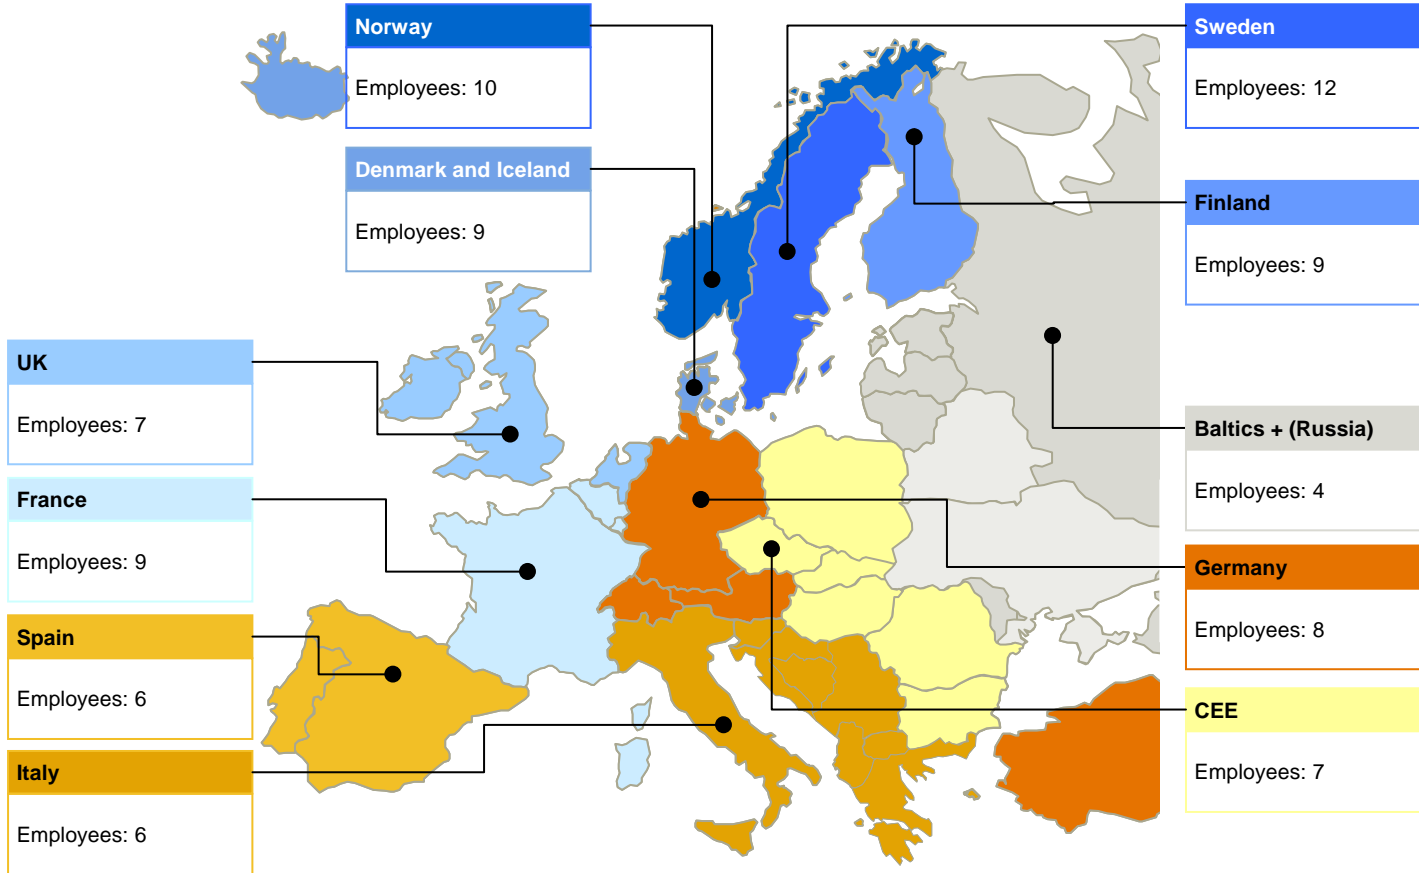 Norway
Employees: 10
Denmark and Iceland
Employees: 9
UK
Employees: 7
France
Employees: 9
Spain
Employees: 6
Italy
Employees: 6
Sweden
Employees: 12
Finland
Employees: 9
Baltics + (Russia)
Employees: 4
Germany
Employees: 8
CEE
Employees: 7